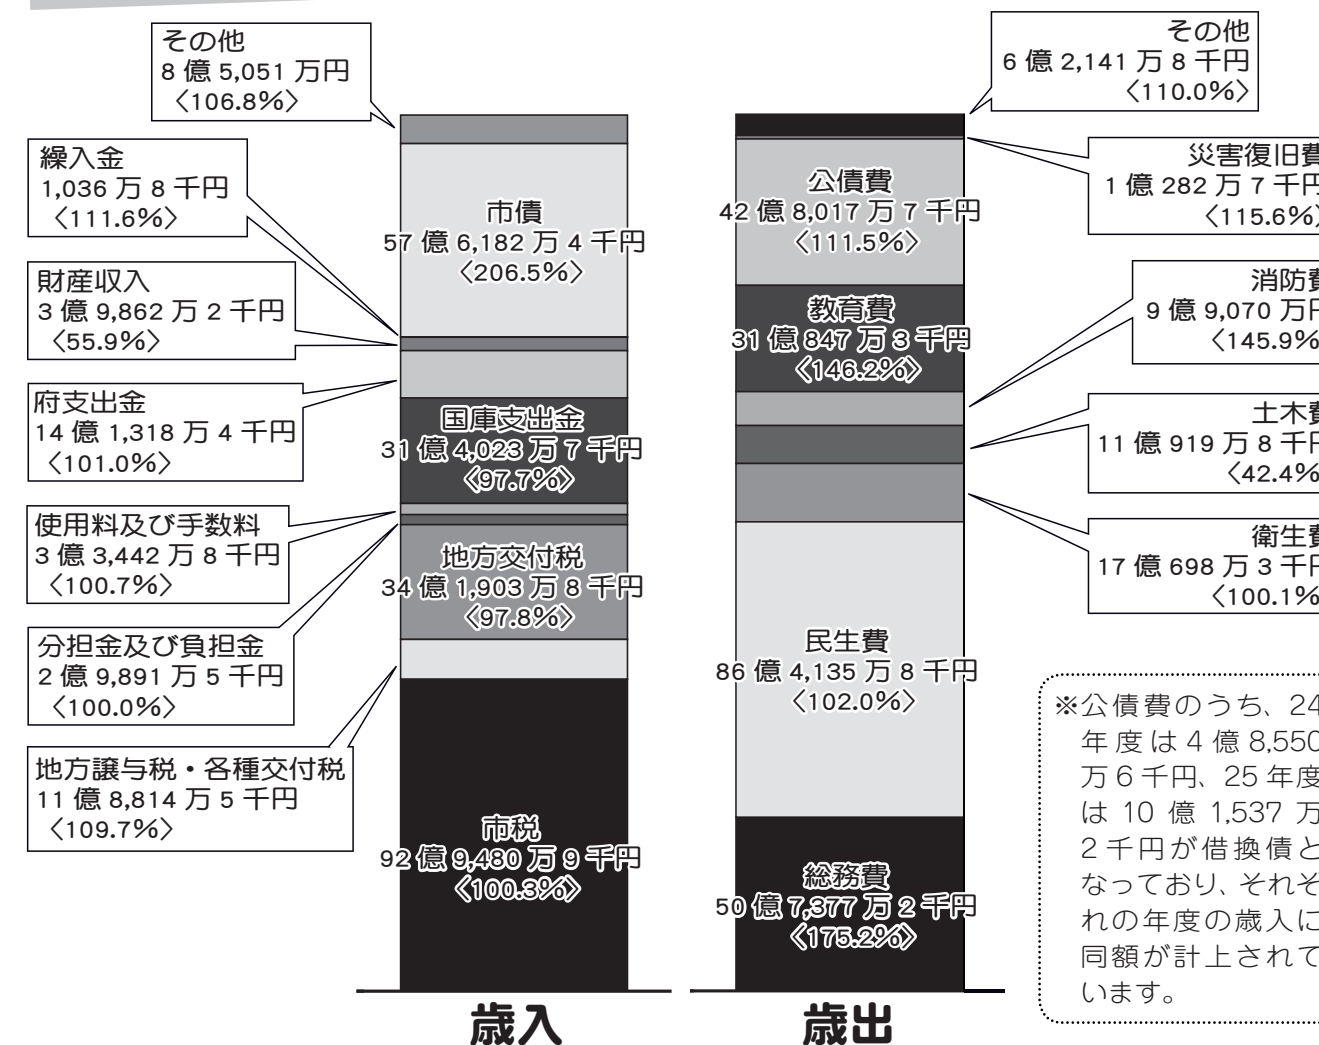 その他
8 億 5,051 万円
〈106.8%〉
繰入金
1,036 万 8 千円
〈111.6%〉
財産収入
3 億 9,862 万 2 千円
〈55.9%〉
府支出金
14 億 1,318 万 4 千円
〈101.0%〉
使用料及び手数料
3 億 3,442 万 8 千円
〈100.7%〉
分担金及び負担金
2 億 9,891 万 5 千円
〈100.0%〉
地方譲与税・各種交付税
11 億 8,814 万 5 千円
〈109.7%〉
市債
57 億 6,182 万 4 千円
〈206.5%〉
国庫支出金
31 億 4,023 万 7 千円
〈97.7%〉
地方交付税
34 億 1,903 万 8 千円
〈97.8%〉
市税
92 億 9,480 万 9 千円
〈100.3%〉
歳入
公債費
42 億 8,017 万 7 千円
〈111.5%〉
教育費
31 億 847 万 3 千円
〈146.2%〉
民生費
86 億 4,135 万 8 千円
〈102.0%〉
総務費
50 億 7,377 万 2 千円
〈175.2%〉
歳出
その他
6 億 2,141 万 8 千円
〈110.0%〉
災害復旧費
1 億 282 万 7 千円
〈115.6%〉
消防費
9 億 9,070 万円
〈145.9%
土木費
11 億 919 万 8 千円
〈42.4%
衛生費
17 億 698 万 3 千円
〈100.1%
※公債費のうち、24
年度は 4 億 8,550
万 6 千円、25 年度
は 10 億 1,537 万
2 千円が借換債と
なっており、それぞ
れの年度の歳入に
同額が計上されて
います。